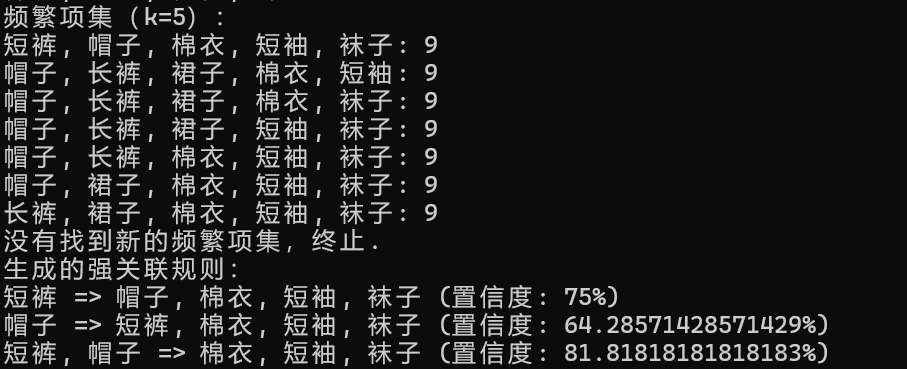 频繁项集 (k=5):
短裤, 帽子, 棉衣, 短袖, 袜子: 9
帽子, 长裤, 裙子, 棉衣, 短袖: 9
帽子, 长裤, 裙子, 棉衣, 袜子: 9
帽子, 长裤, 裙子, 短袖, 袜子: 9
帽子, 长裤, 棉衣, 短袖, 袜子: 9
帽子, 裙子, 棉衣, 短袖, 袜子: 9
长裤, 裙子, 棉衣, 短袖, 袜子: 9
没有找到新的频繁项集, 终止.
生成的强关联规则:
短裤 => 帽子, 棉衣, 短袖, 袜子 (置信度: 75%)
帽子 => 短裤, 棉衣, 短袖, 袜子 (置信度: 64.28571428571429%)
短裤, 帽子 => 棉衣, 短袖, 袜子 (置信度: 81.81818181818183%)